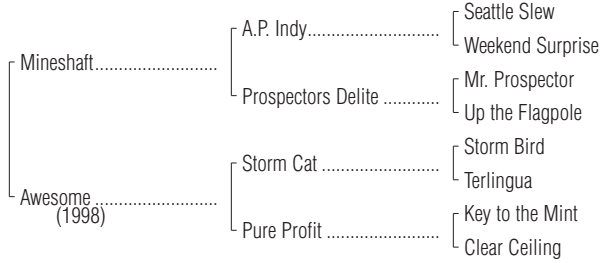 Seattle Slew
A.P. Indy............................
Weekend Surprise
Mineshaft..........................
Mr. Prospector
Prospectors Delite ............
Up the Flagpole
Storm Bird
Storm Cat .........................
Terlingua
Awesome ..........................
(1998)
Key to the Mint
Pure Profit ........................
Clear Ceiling